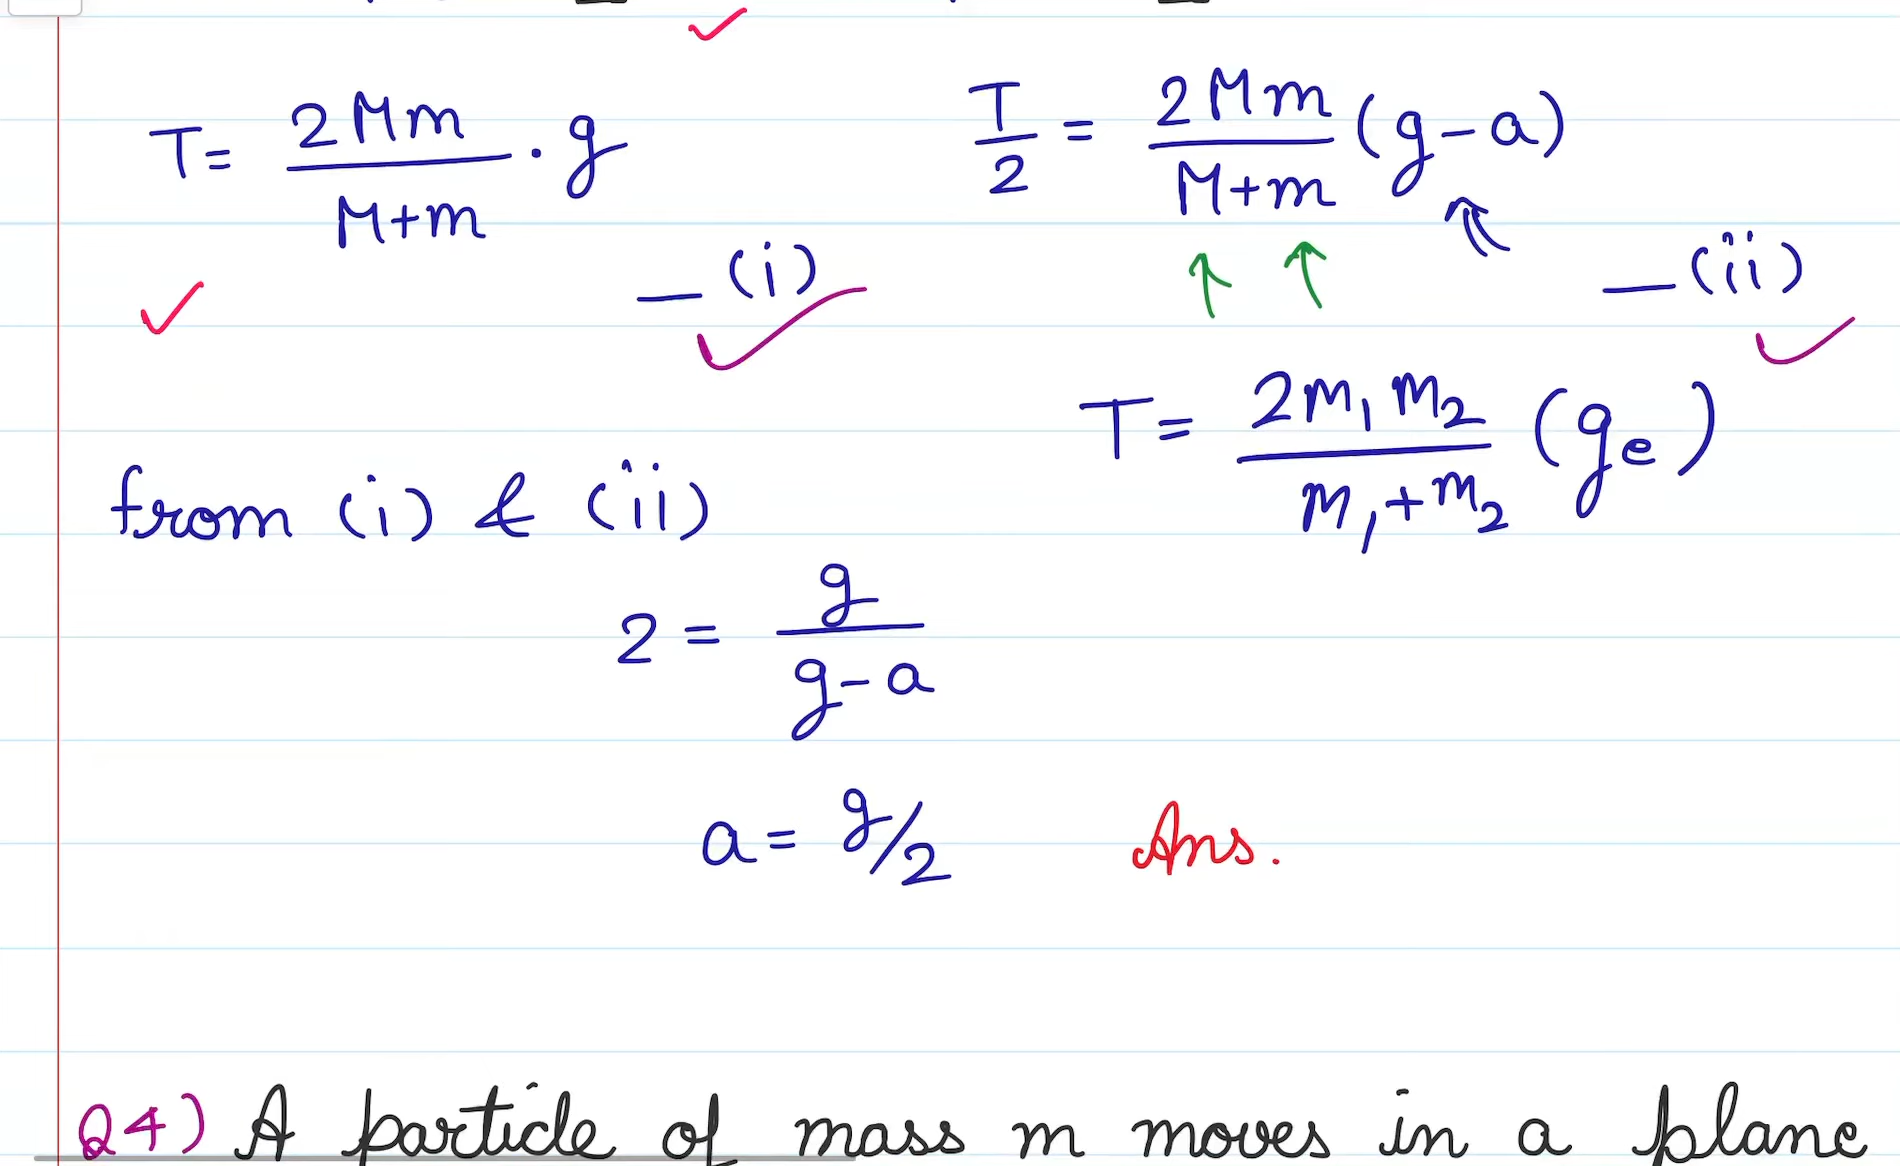 T = 2Mm / M+m · g
T/2 = 2Mm / M+m (g-a)
— (i)
— (ii)
T = 2m₁m₂ / m₁+m₂ (gₑ)
from (i) & (ii)
2 = g / g-a
a = g/2 Ans.
Q4) A particle of mass m moves in a plane